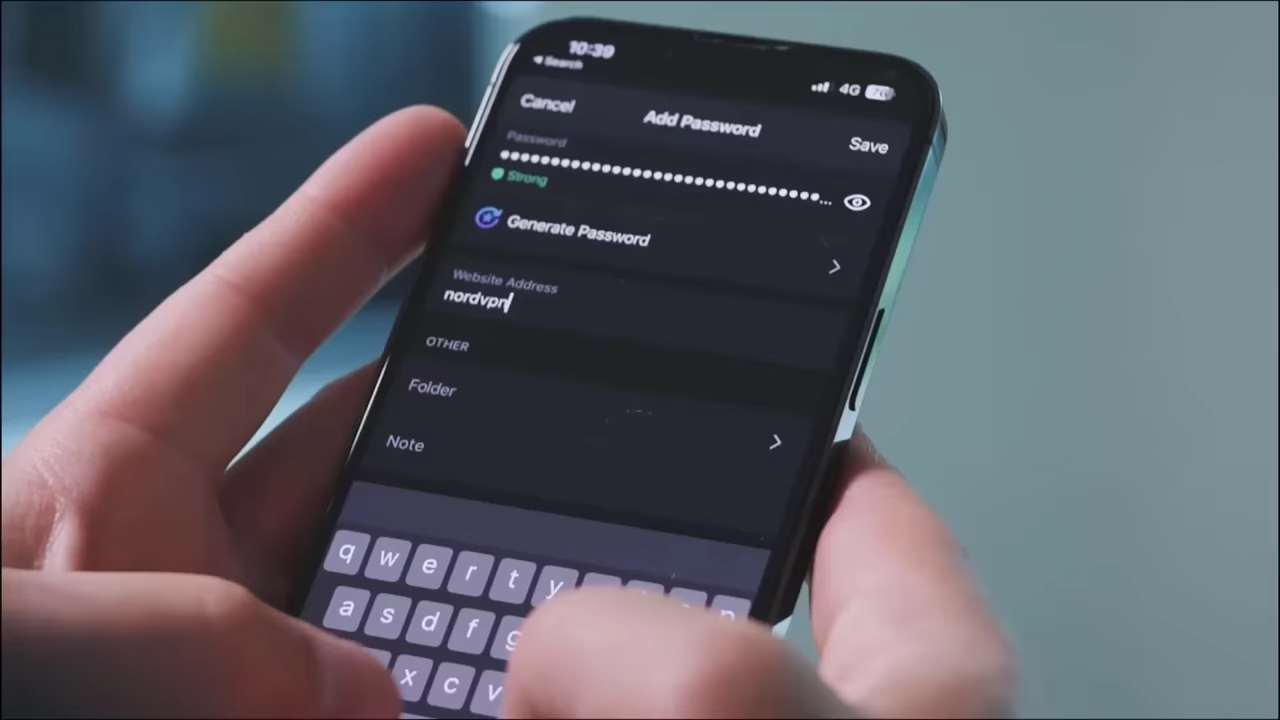 10:39
◀ Search
4G
Cancel
Add Password
Save
Password
••••••••••••••••••••••••••••••••...
Strong
Generate Password
Website Address
nordvpn
OTHER
Folder
Note
q w e r t y
a s d f g
x c v